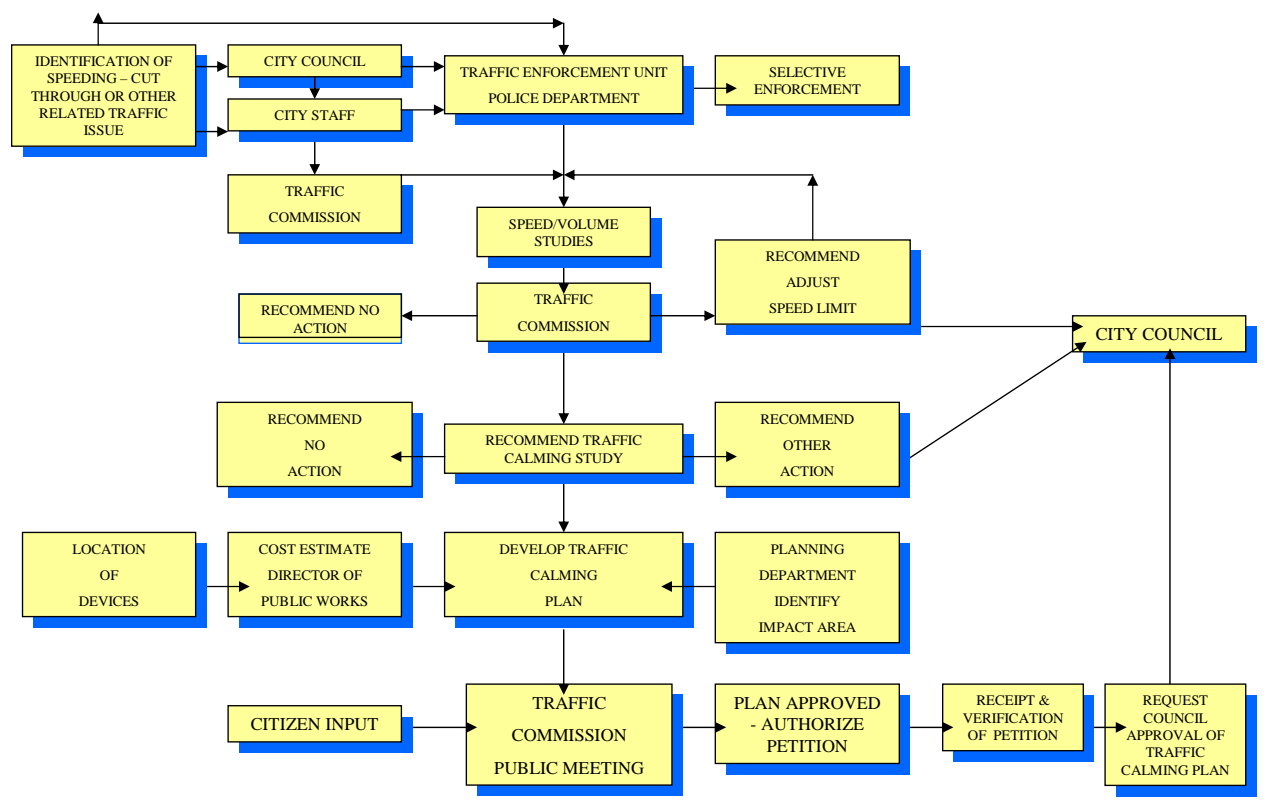 IDENTIFICATION OF
SPEEDING – CUT
THROUGH OR OTHER
RELATED TRAFFIC
ISSUE
CITY COUNCIL
CITY STAFF
TRAFFIC ENFORCEMENT UNIT
POLICE DEPARTMENT
SELECTIVE
ENFORCEMENT
TRAFFIC
COMMISSION
SPEED/VOLUME
STUDIES
RECOMMEND
ADJUST
SPEED LIMIT
RECOMMEND NO
ACTION
TRAFFIC
COMMISSION
CITY COUNCIL
RECOMMEND
NO
ACTION
RECOMMEND TRAFFIC
CALMING STUDY
RECOMMEND
OTHER
ACTION
LOCATION
OF
DEVICES
COST ESTIMATE
DIRECTOR OF
PUBLIC WORKS
DEVELOP TRAFFIC
CALMING
PLAN
PLANNING
DEPARTMENT
IDENTIFY
IMPACT AREA
CITIZEN INPUT
TRAFFIC
COMMISSION
PUBLIC MEETING
PLAN APPROVED
- AUTHORIZE
PETITION
RECEIPT &
VERIFICATION
OF PETITION
REQUEST
COUNCIL
APPROVAL OF
TRAFFIC
CALMING PLAN